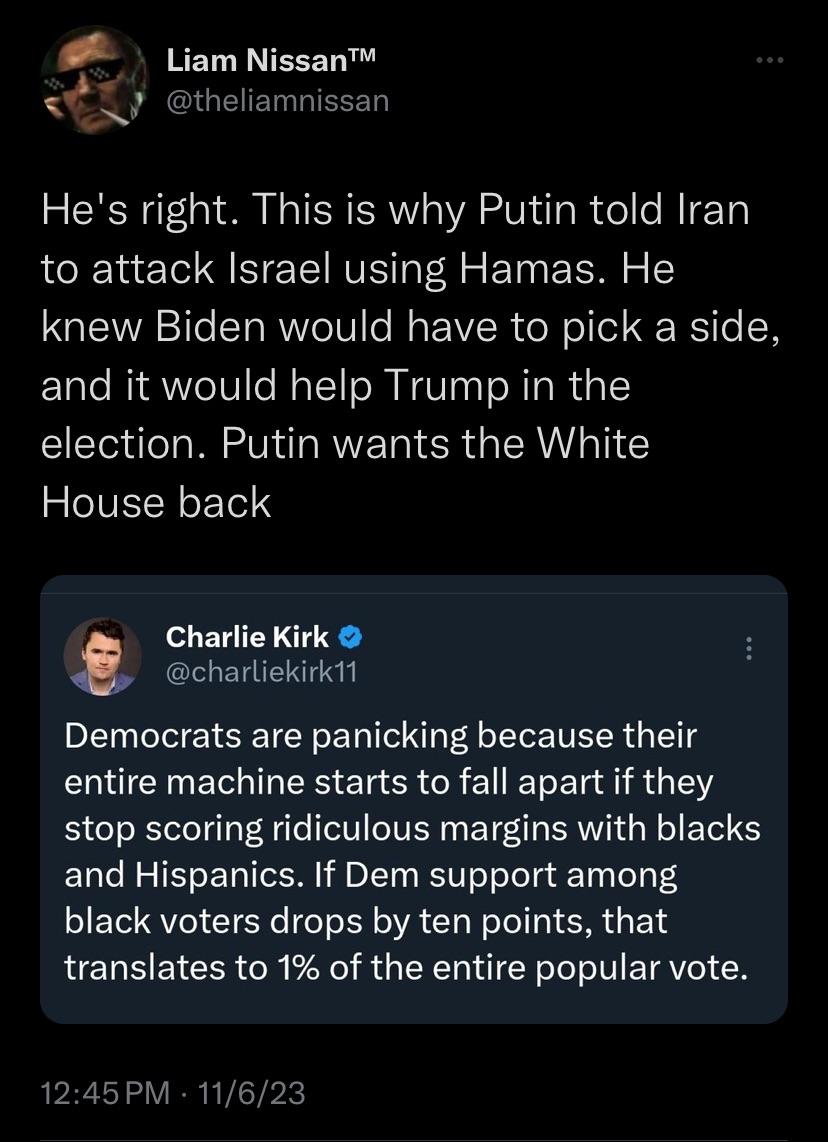 Liam Nissan™
@theliamnissan
He's right. This is why Putin told Iran
to attack Israel using Hamas. He
knew Biden would have to pick a side,
and it would help Trump in the
election. Putin wants the White
House back
Charlie Kirk
@charliekirk11
Democrats are panicking because their
entire machine starts to fall apart if they
stop scoring ridiculous margins with blacks
and Hispanics. If Dem support among
black voters drops by ten points, that
translates to 1% of the entire popular vote.
12:45 PM · 11/6/23